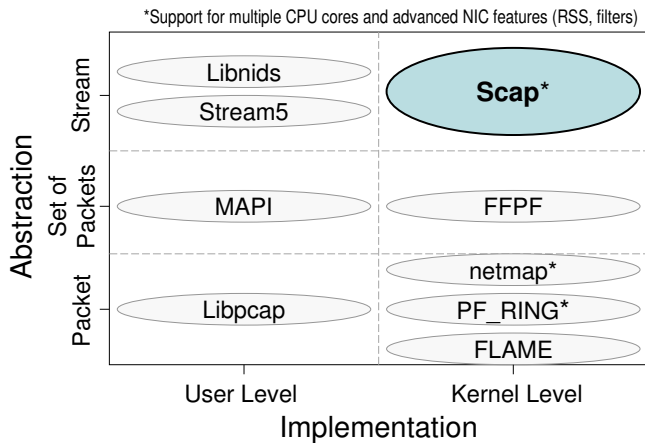 *Support for multiple CPU cores and advanced NIC features (RSS, filters)
Abstraction
Stream
Libnids
Stream5
Scap*
Set of
Packets
MAPI
FFPF
Packet
Libpcap
netmap*
PF_RING*
FLAME
User Level
Kernel Level
Implementation